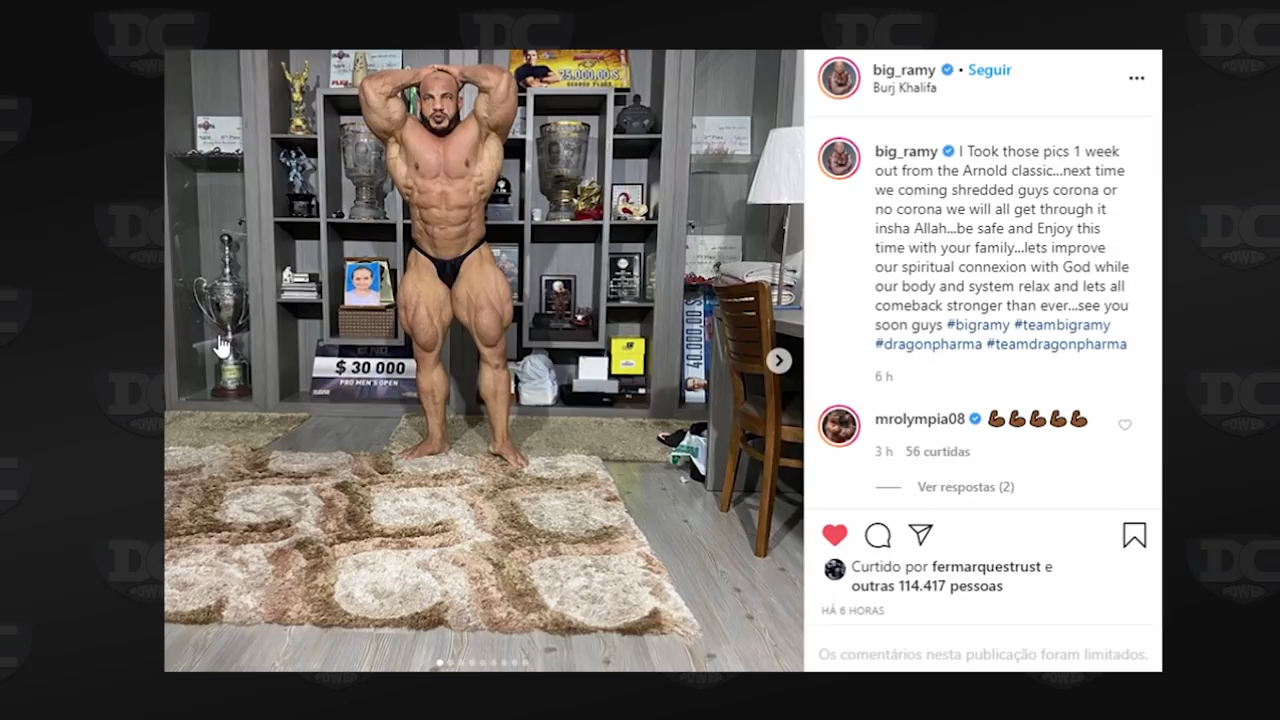 DC
POWER
25.000,00 $
$ 30 000
PRO MEN'S OPEN
40.000,00 $
big_ramy • Seguir
Burj Khalifa
big_ramy I Took those pics 1 week
out from the Arnold classic...next time
we coming shredded guys corona or
no corona we will all get through it
insha Allah...be safe and Enjoy this
time with your family...lets improve
our spiritual connexion with God while
our body and system relax and lets all
comeback stronger than ever...see you
soon guys #bigramy #teambigramy
#dragonpharma #teamdragonpharma
6 h
mrolympia08 💪🏾💪🏾💪🏾💪🏾💪🏾
3 h 56 curtidas
Ver respostas (2)
Curtido por fermarquestrust e
outras 114.417 pessoas
HÁ 6 HORAS
Os comentários nesta publicação foram limitados.